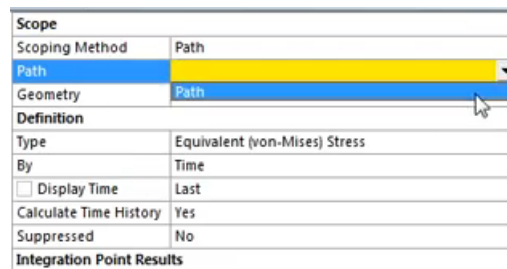 Scope
Scoping Method Path
Path
Path
Geometry
Definition
Type Equivalent (von-Mises) Stress
By Time
Display Time Last
Calculate Time History Yes
Suppressed No
Integration Point Results